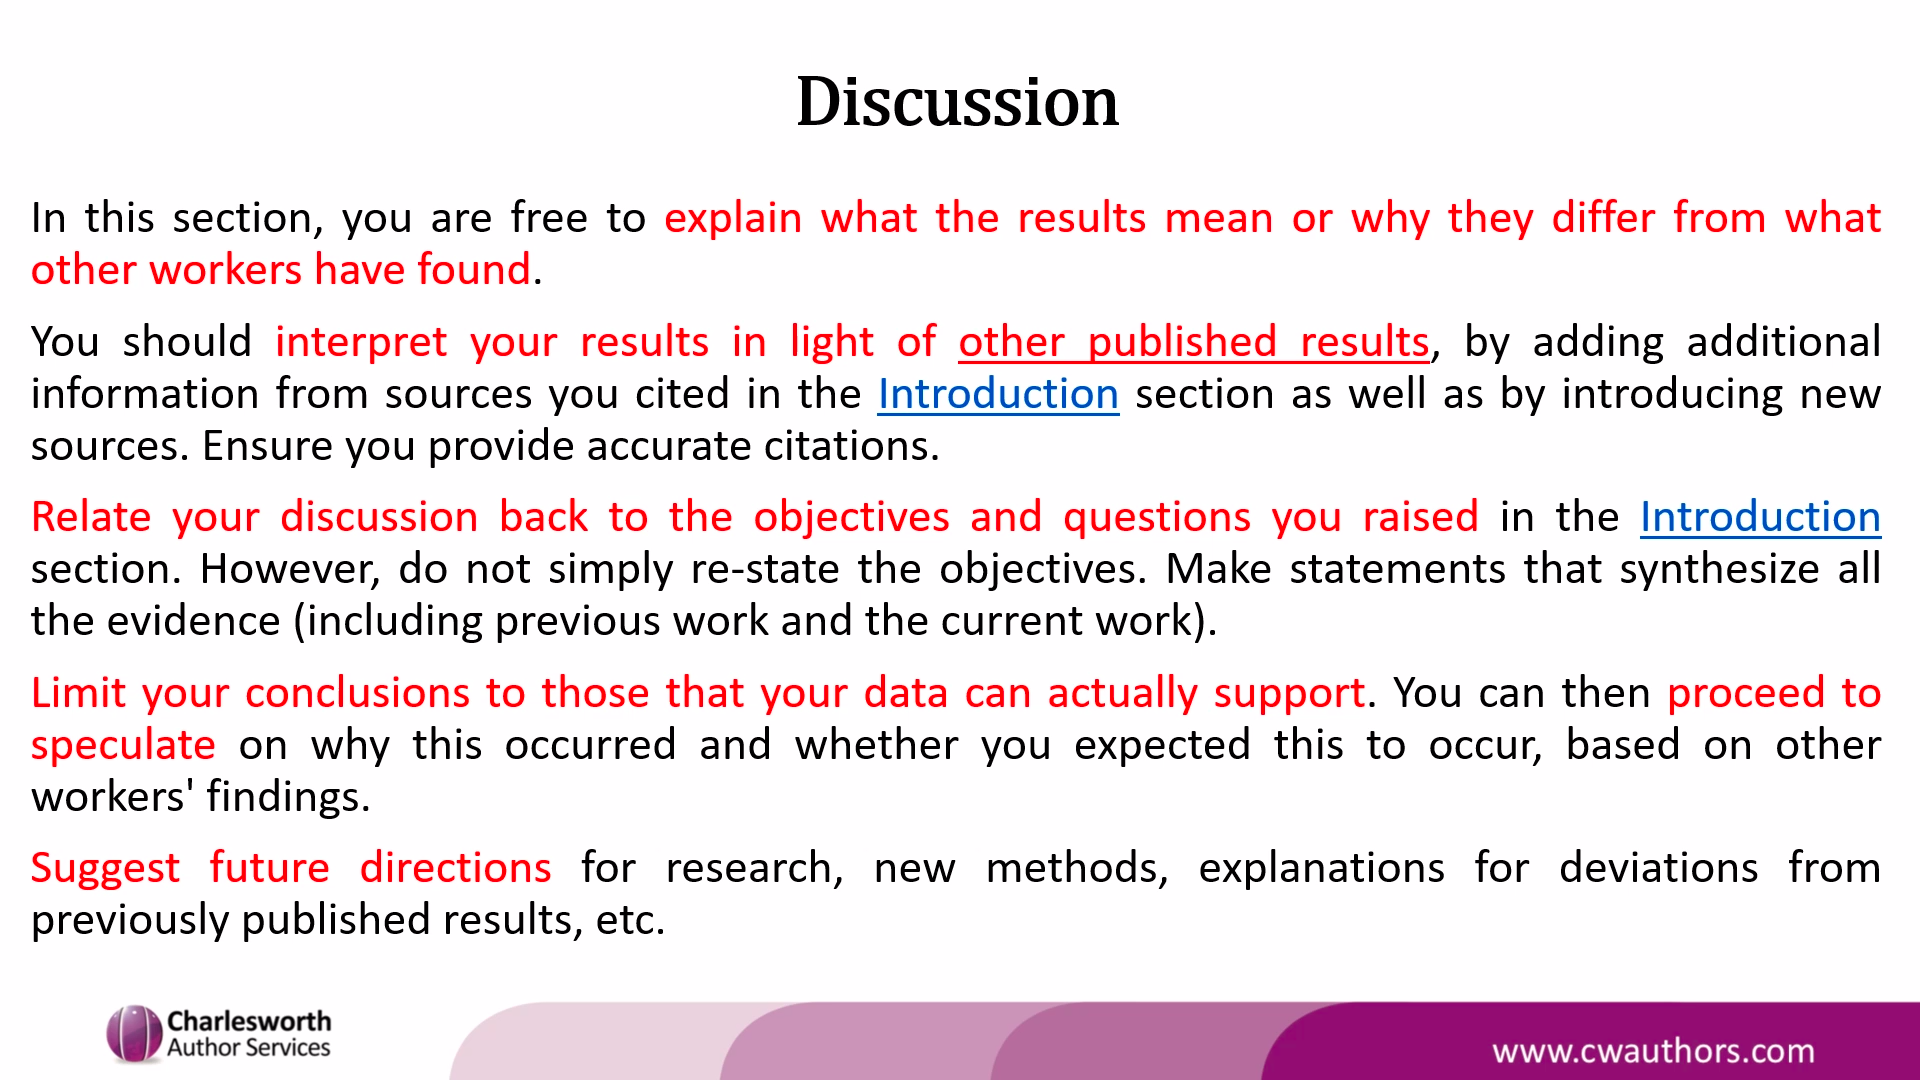 Discussion
In this section, you are free to explain what the results mean or why they differ from what
other workers have found.
You should interpret your results in light of other published results, by adding additional
information from sources you cited in the Introduction section as well as by introducing new
sources. Ensure you provide accurate citations.
Relate your discussion back to the objectives and questions you raised in the Introduction
section. However, do not simply re-state the objectives. Make statements that synthesize all
the evidence (including previous work and the current work).
Limit your conclusions to those that your data can actually support. You can then proceed to
speculate on why this occurred and whether you expected this to occur, based on other
workers' findings.
Suggest future directions for research, new methods, explanations for deviations from
previously published results, etc.
Charlesworth
Author Services
www.cwauthors.com